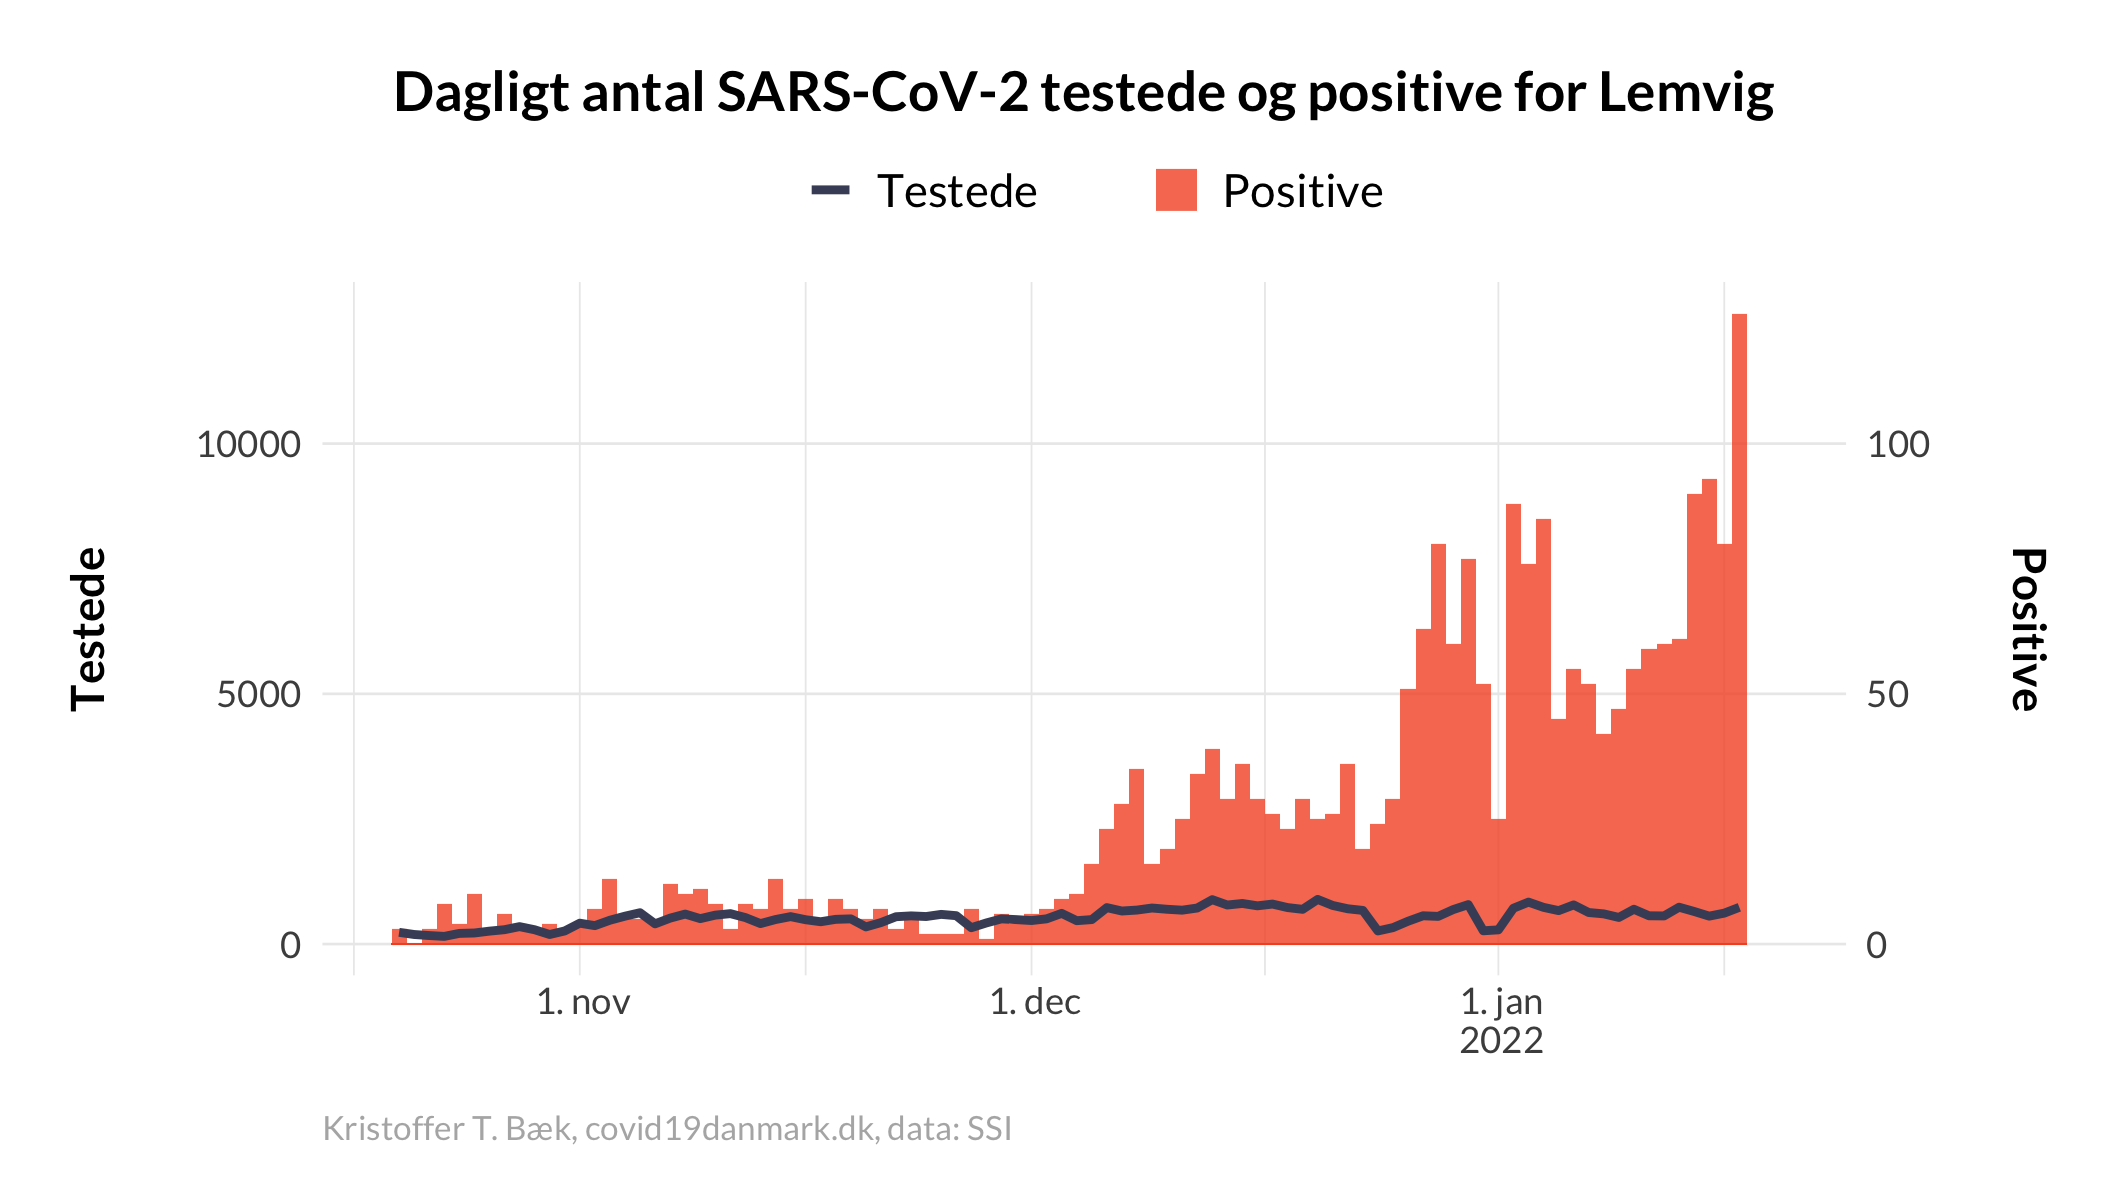 Dagligt antal SARS-CoV-2 testede og positive for Lemvig
Testede
Positive
10000
5000
0
100
50
0
Testede
Positive
1. nov
1. dec
1. jan
2022
Kristoffer T. Bæk, covid19danmark.dk, data: SSI